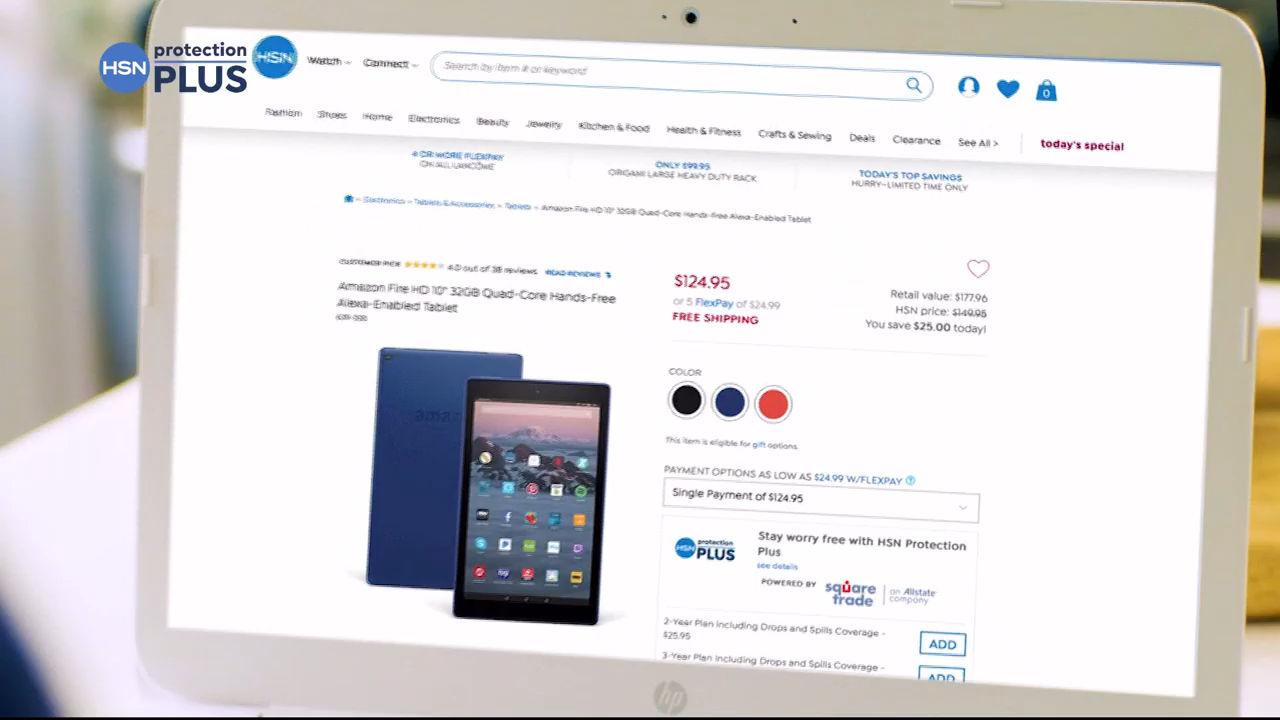 HSN protection PLUS
HSN Watch Connect Search by item # or keyword 0
Fashion Shoes Home Electronics Beauty Jewelry Kitchen & Food Health & Fitness Crafts & Sewing Deals Clearance See All > today's special
4 OR MORE FLEXPAY
ONLY $99.95
ORIGAMI LARGE HEAVY DUTY RACK
TODAY'S TOP SAVINGS
HURRY–LIMITED TIME ONLY
Electronics Tablets & Accessories Tablets Amazon Fire HD 10" 32GB Quad-Core Hands-Free Alexa-Enabled Tablet
CUSTOMER PICK 4.0 out of 38 reviews READ REVIEWS
Amazon Fire HD 10" 32GB Quad-Core Hands-Free
Alexa-Enabled Tablet
$124.95
or 5 FlexPay of $24.99
FREE SHIPPING
Retail value: $177.96
HSN price: $149.95
You save $25.00 today!
COLOR
This item is eligible for gift options.
PAYMENT OPTIONS AS LOW AS $24.99 W/FLEXPAY ?
Single Payment of $124.95
HSN protection PLUS
Stay worry free with HSN Protection
Plus
see details
POWERED BY square trade an Allstate company
2-Year Plan Including Drops and Spills Coverage -
$25.95
ADD
3-Year Plan Including Drops and Spills Coverage -
ADD
hp